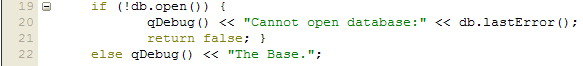 19 if (!db.open()) {
20 qDebug() << "Cannot open database:" << db.lastError();
21 return false; }
22 else qDebug() << "The Base.";